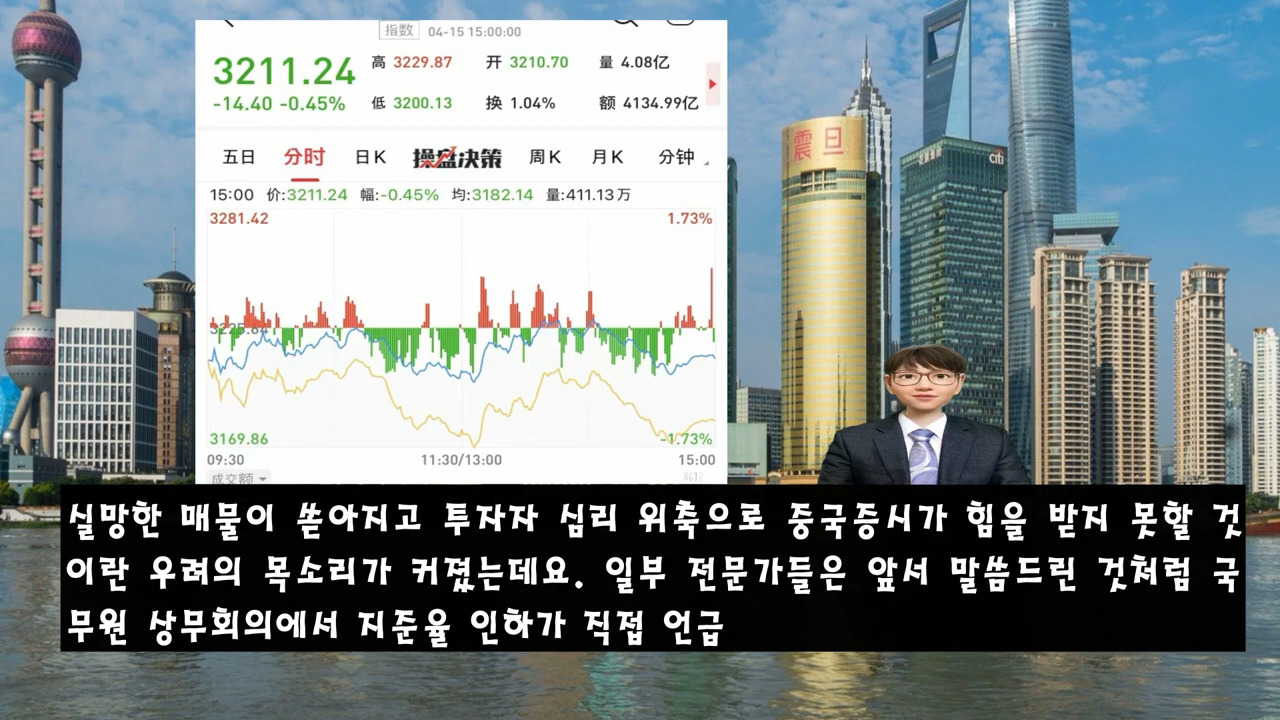 指数 04-15 15:00:00
3211.24 高 3229.87 开 3210.70 量 4.08亿
-14.40 -0.45% 低 3200.13 换 1.04% 额 4134.99亿
五日 分时 日K 操盘决策 周K 月K 分钟
15:00 价:3211.24 幅:-0.45% 均:3182.14 量:411.13万
3281.42 1.73%
3169.86 -1.73%
09:30 11:30/13:00 15:00
成交额
震旦
citi
실망한 매물이 쏟아지고 투자자 심리 위축으로 중국증시가 힘을 받지 못할 것
이란 우려의 목소리가 커졌는데요. 일부 전문가들은 앞서 말씀드린 것처럼 국
무원 상무회의에서 지준율 인하가 직접 언급